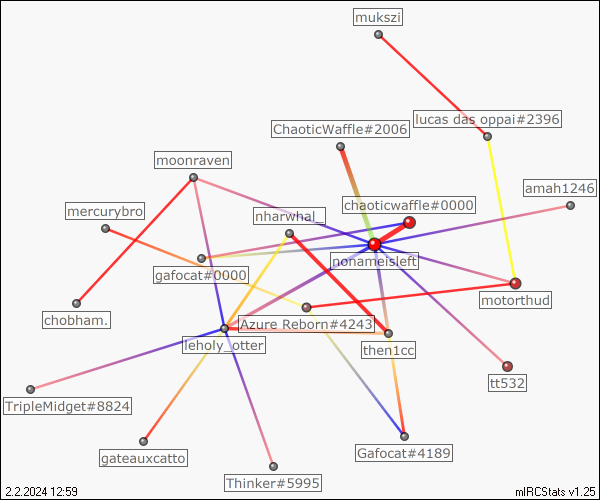 mukszi
lucas das oppai#2396
ChaoticWaffle#2006
moonraven
amah1246
chaoticwaffle#0000
mercurybro
nharwhal_
nonameisleft
gafocat#0000
motorthud
chobham.
Azure Reborn#4243
leholy_otter
then1cc
tt532
TripleMidget#8824
Gafocat#4189
gateauxcatto
Thinker#5995
2.2.2024 12:59
mIRCStats v1.25